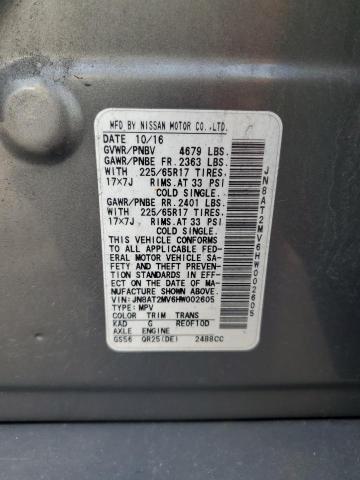 MFD BY NISSAN MOTOR CO.,LTD.
DATE 10/16
GVWR/PNBV 4679 LBS.
GAWR/PNBE FR. 2363 LBS.
WITH 225/65R17 TIRES,
17×7J RIMS.AT 33 PSI
COLD SINGLE.
GAWR/PNBE RR. 2401 LBS.
WITH 225/65R17 TIRES,
17×7J RIMS.AT 33 PSI
COLD SINGLE.
THIS VEHICLE CONFORMS
TO ALL APPLICABLE FED-
ERAL MOTOR VEHICLE SA-
FETY AND THEFT PREVEN-
TION STANDARDS IN EFF-
ECT ON THE DATE OF MA-
NUFACTURE SHOWN ABOVE.
VIN:JN8AT2MV6HW002605
TYPE:MPV
COLOR TRIM TRANS
KAD G RE0F10D
AXLE ENGINE
GS56 QR25(DE) 2488CC
JN8AT2MV6HW002605